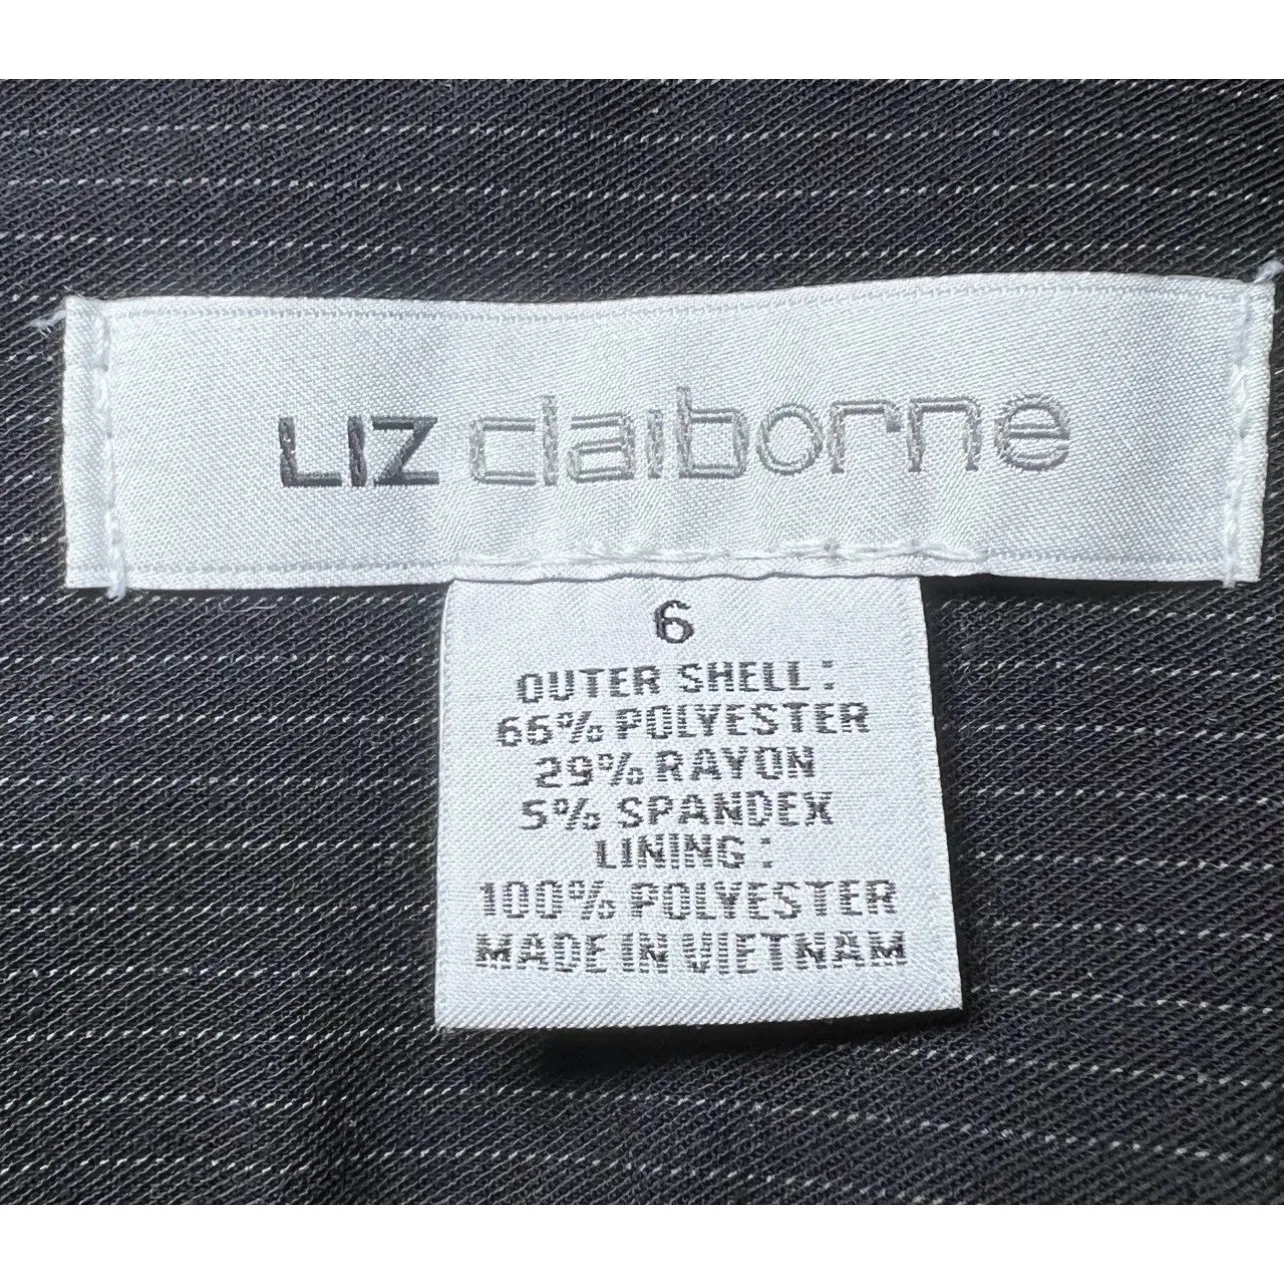 LIZ claiborne
6
OUTER SHELL:
66% POLYESTER
29% RAYON
5% SPANDEX
LINING:
100% POLYESTER
MADE IN VIETNAM